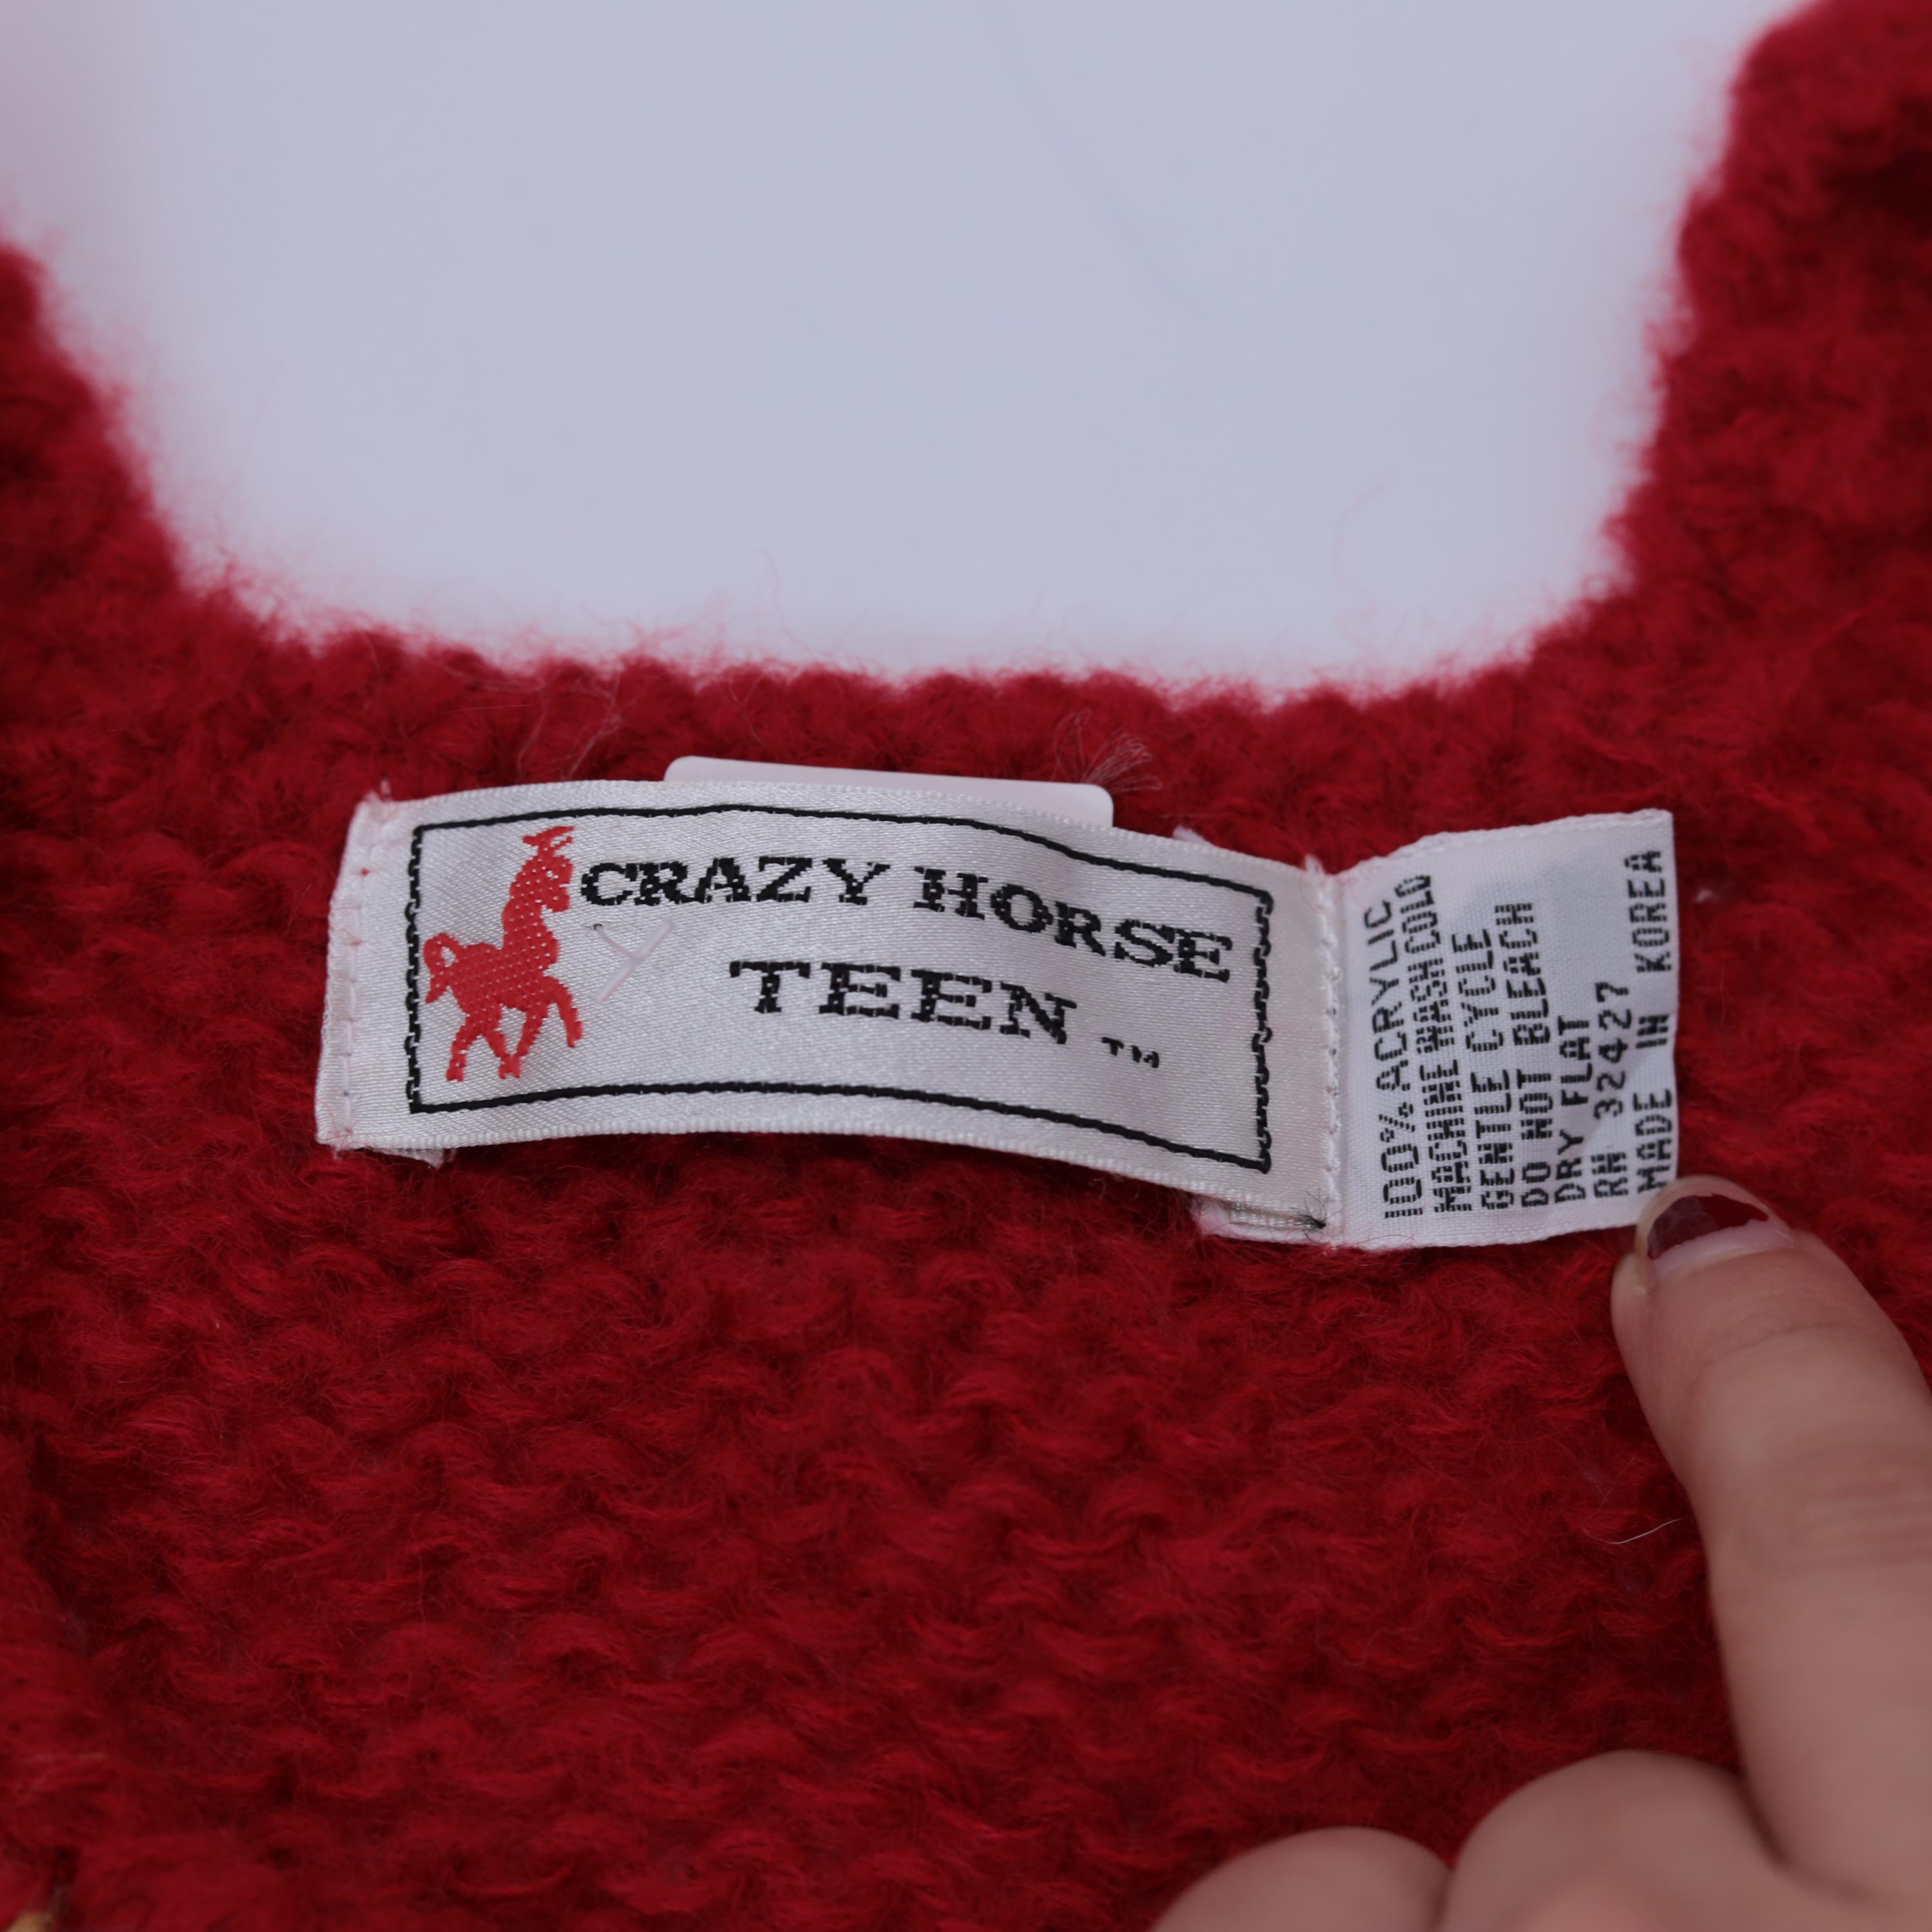 CRAZY HORSE
TEEN ™
100% ACRYLIC
MACHINE WASH COLD
GENTLE CYCLE
DO NOT BLEACH
DRY FLAT
RN 32427
MADE IN KOREA